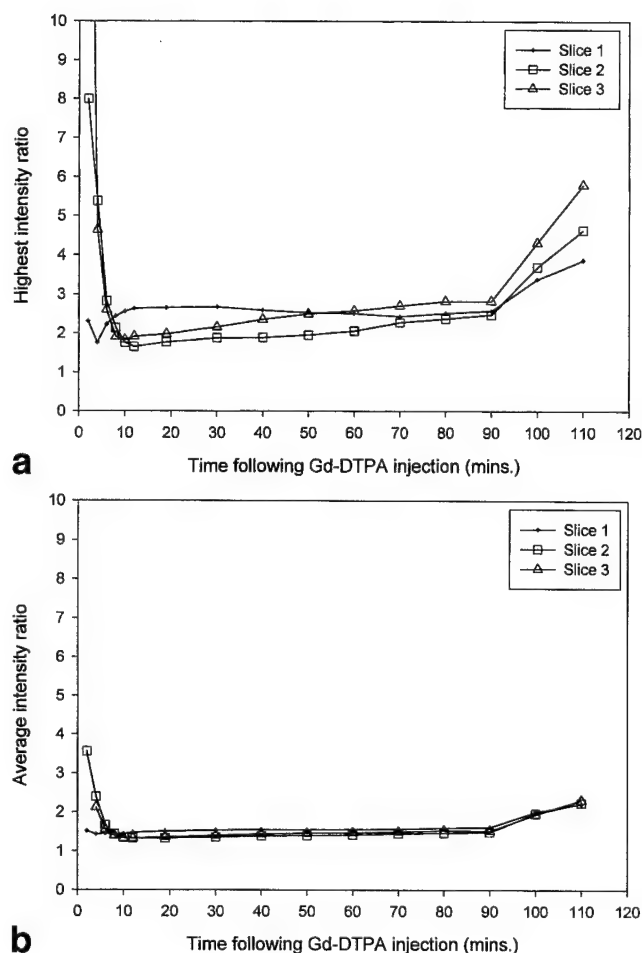 10
9
8
7
6
5
4
3
2
1
0
Highest intensity ratio
Slice 1
Slice 2
Slice 3
0 10 20 30 40 50 60 70 80 90 100 110 120
a
Time following Gd-DTPA injection (mins.)
10
9
8
7
6
5
4
3
2
1
0
Average intensity ratio
Slice 1
Slice 2
Slice 3
0 10 20 30 40 50 60 70 80 90 100 110 120
b
Time following Gd-DTPA injection (mins.)